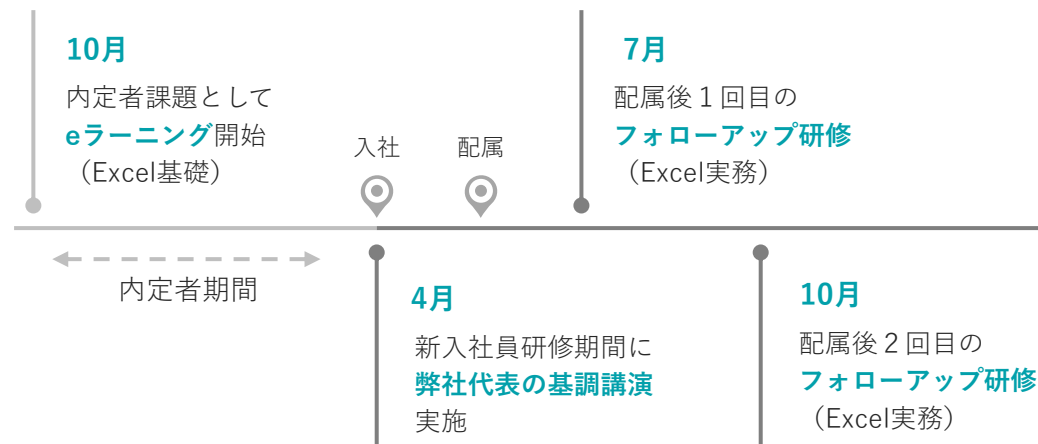 10月
内定者課題として
eラーニング開始
（Excel基礎）
入社
配属
7月
配属後１回目の
フォローアップ研修
（Excel実務）
内定者期間
4月
新入社員研修期間に
弊社代表の基調講演
実施
10月
配属後２回目の
フォローアップ研修
（Excel実務）